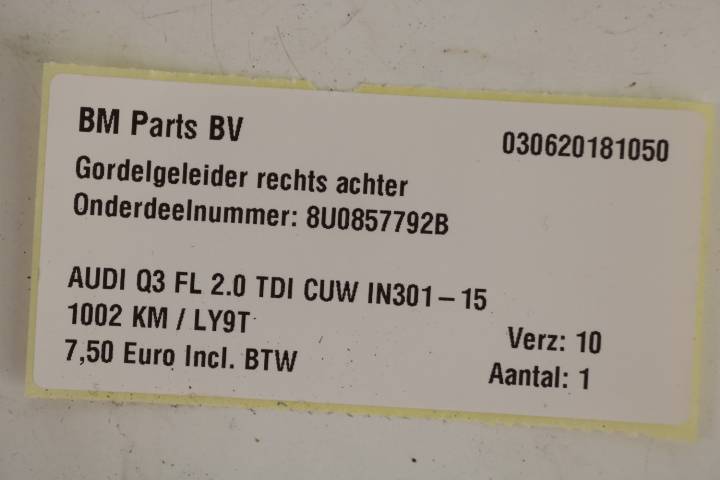 BM Parts BV
030620181050
Gordelgeleider rechts achter
Onderdeelnummer: 8U0857792B
AUDI Q3 FL 2.0 TDI CUW IN301-15
1002 KM / LY9T
Verz: 10
7,50 Euro Incl. BTW
Aantal: 1